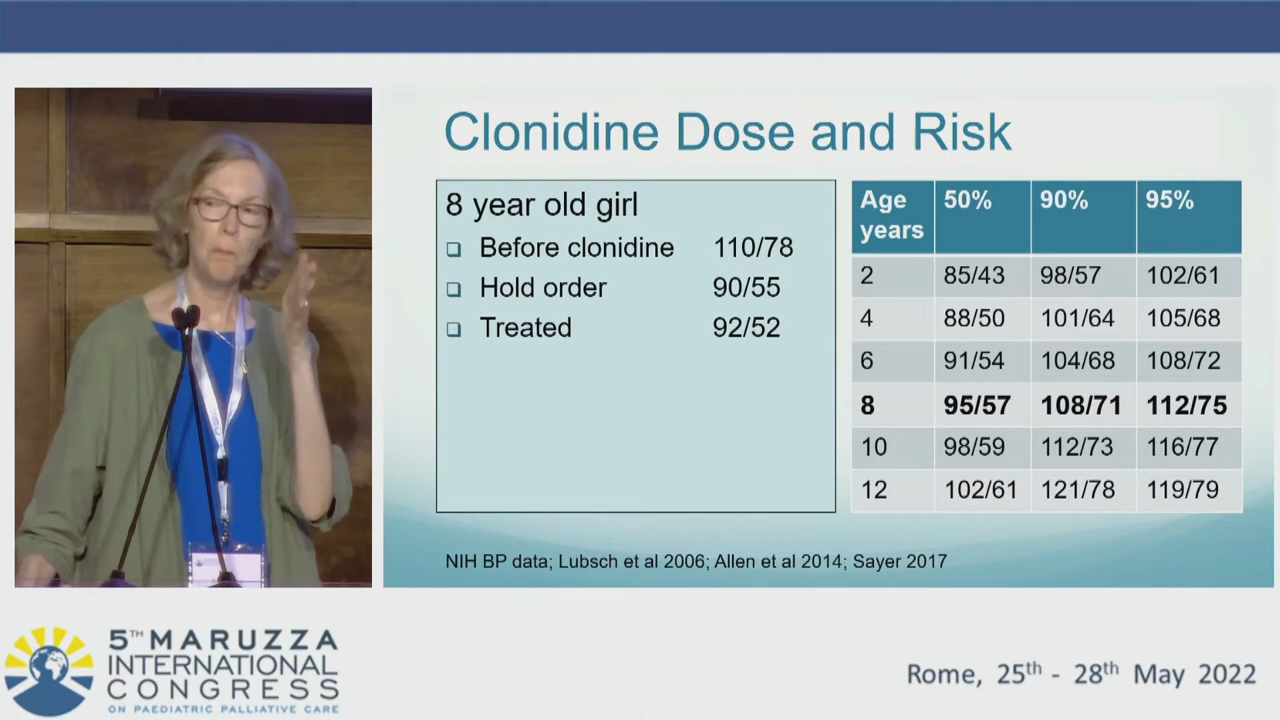 Clonidine Dose and Risk
8 year old girl
Before clonidine 110/78
Hold order 90/55
Treated 92/52
Age years 50% 90% 95%
2 85/43 98/57 102/61
4 88/50 101/64 105/68
6 91/54 104/68 108/72
8 95/57 108/71 112/75
10 98/59 112/73 116/77
12 102/61 121/78 119/79
NIH BP data; Lubsch et al 2006; Allen et al 2014; Sayer 2017
5TH MARUZZA
INTERNATIONAL
CONGRESS
ON PAEDIATRIC PALLIATIVE CARE
Rome, 25th - 28th May 2022